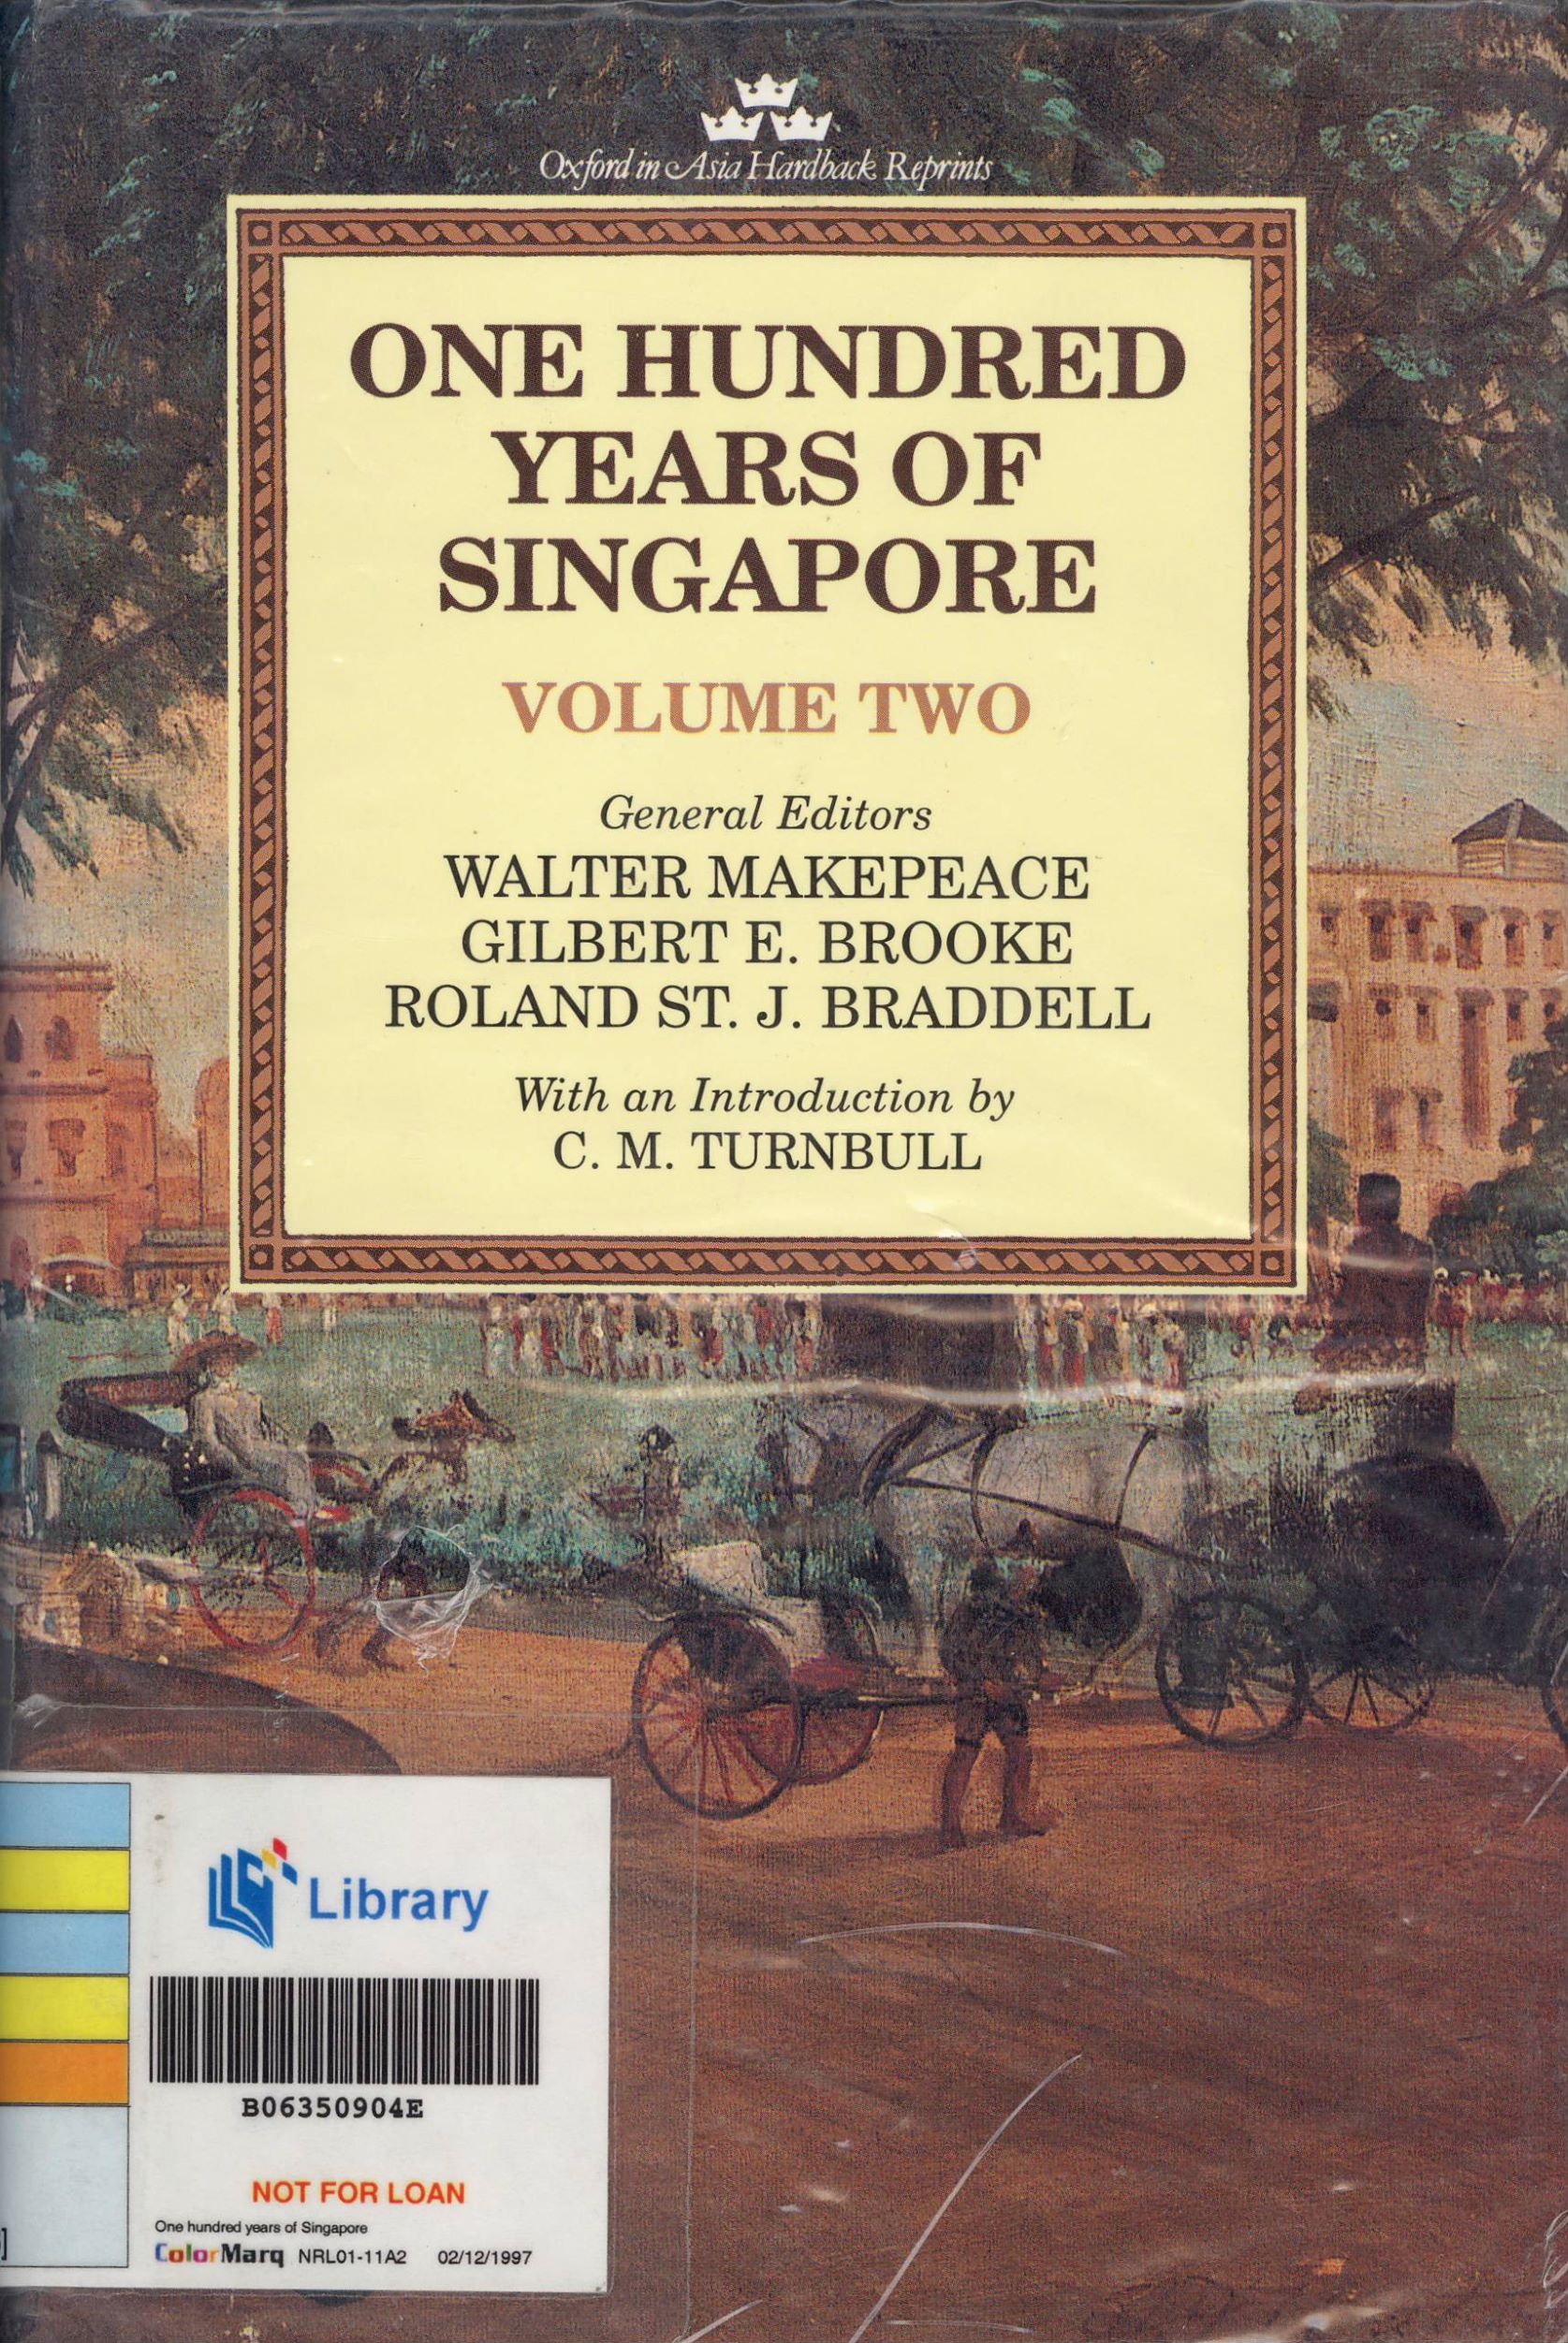 Oxford in Asia Hardback Reprints
ONE HUNDRED
YEARS OF
SINGAPORE
VOLUME TWO
General Editors
WALTER MAKEPEACE
GILBERT E. BROOKE
ROLAND ST. J. BRADDELL
With an Introduction by
C. M. TURNBULL
Library
B06350904E
NOT FOR LOAN
One hundred years of Singapore
ColorMarq NRL01-11A2 02/12/1997